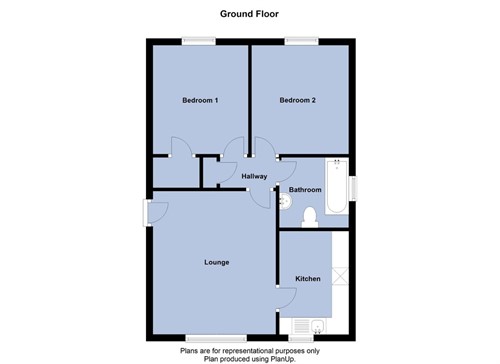 Ground Floor
Bedroom 1
Bedroom 2
Hallway
Bathroom
Lounge
Kitchen
Plans are for representational purposes only
Plan produced using PlanUp.